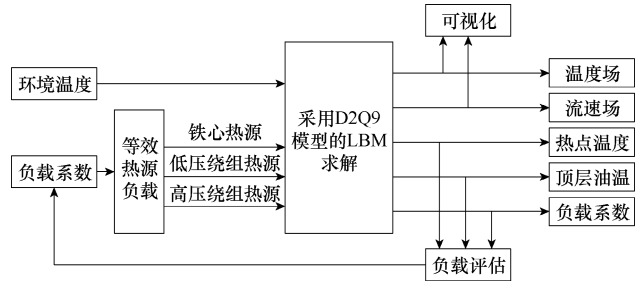 可视化
环境温度
负载系数
等效
热源
负载
铁心热源
低压绕组热源
高压绕组热源
采用D2Q9
模型的LBM
求解
温度场
流速场
热点温度
顶层油温
负载系数
负载评估